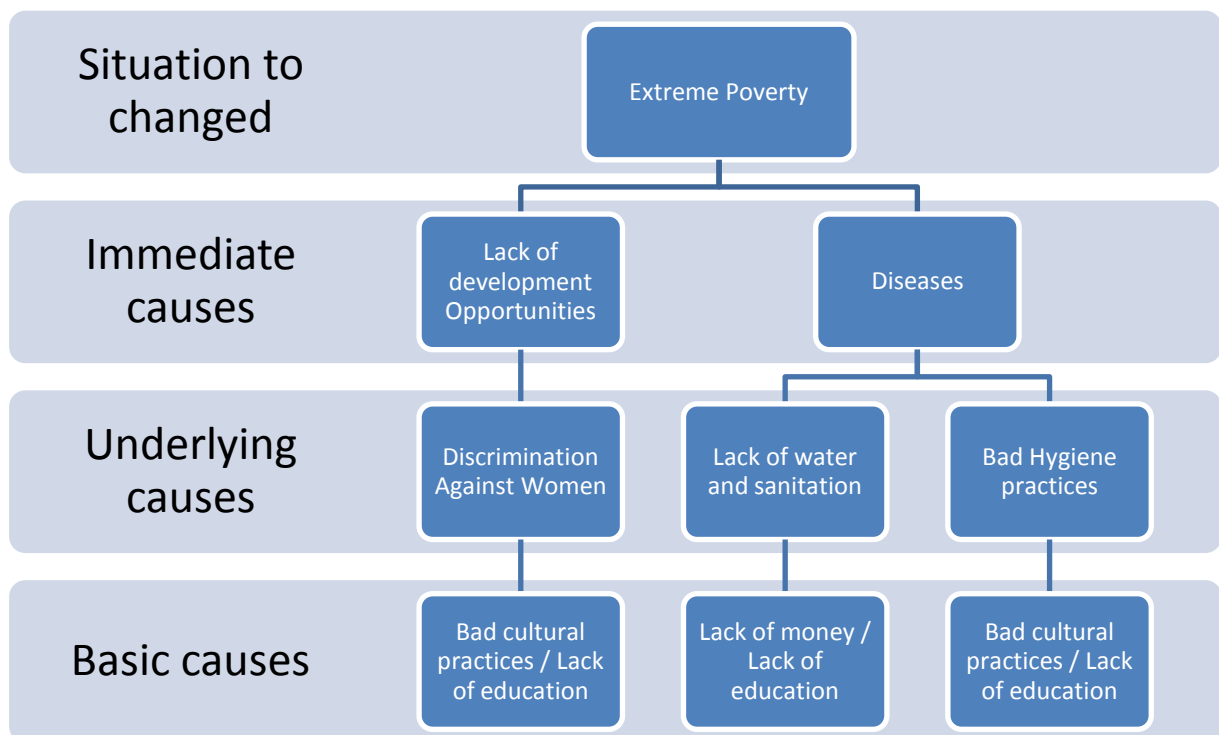 Situation to
changed
Extreme Poverty
Immediate
causes
Lack of
development
Opportunities
Diseases
Underlying
causes
Discrimination
Against Women
Lack of water
and sanitation
Bad Hygiene
practices
Basic causes
Bad cultural
practices / Lack
of education
Lack of money /
Lack of
education
Bad cultural
practices / Lack
of education